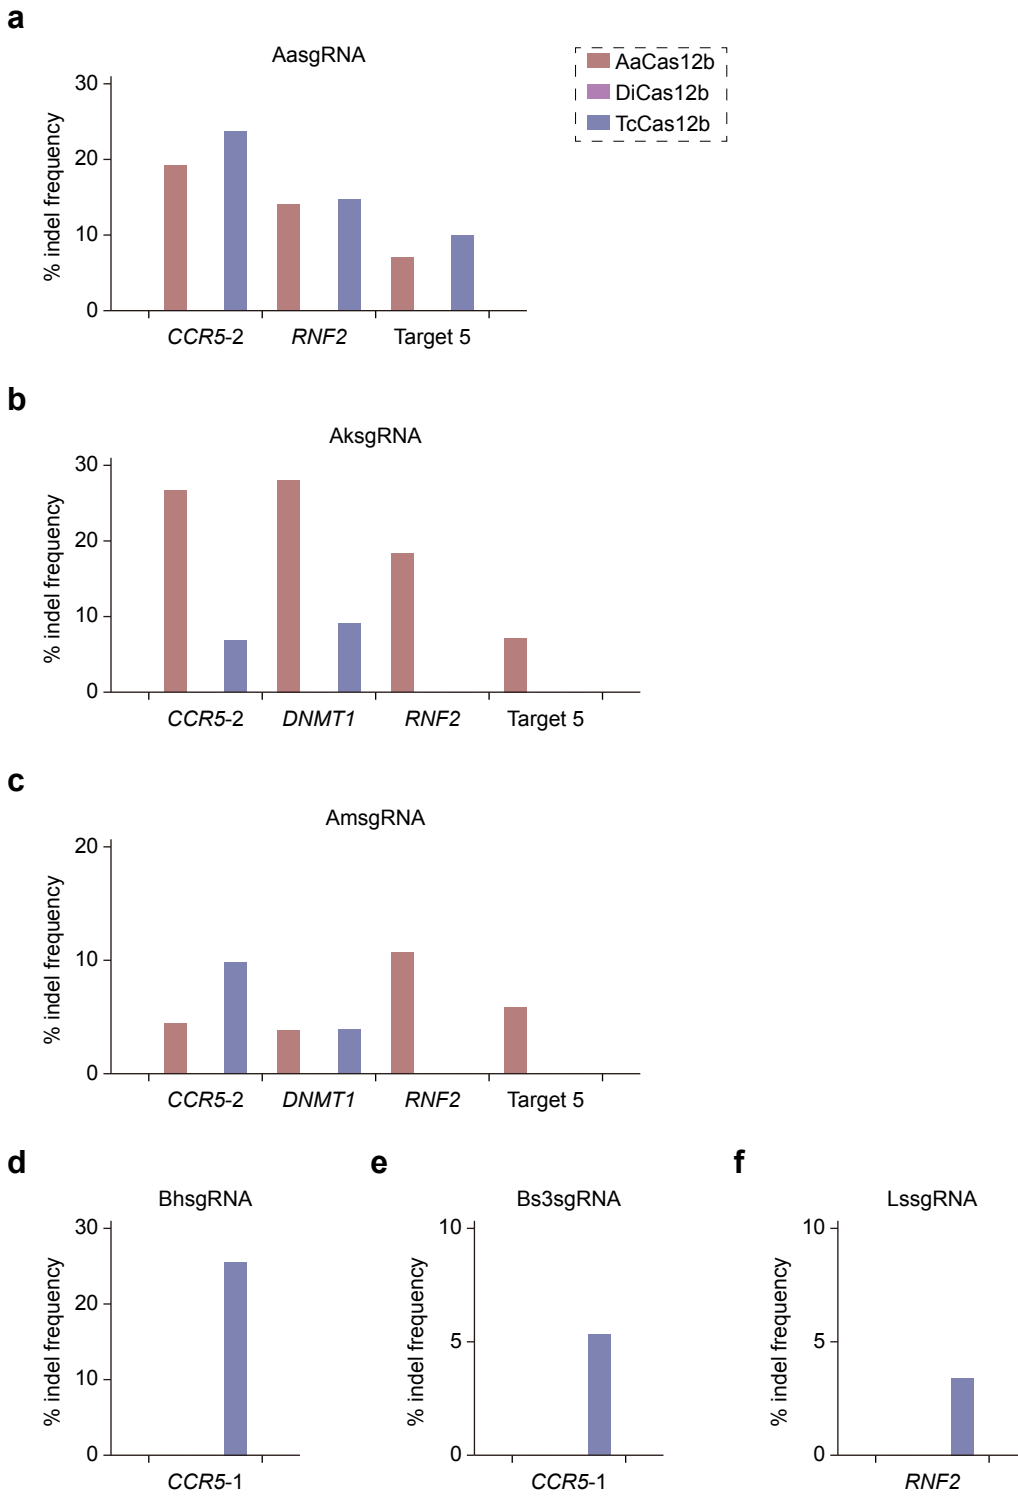 a
AasgRNA
AaCas12b
DiCas12b
TcCas12b
% indel frequency
30
20
10
0
CCR5-2 RNF2 Target 5
b
AksgRNA
% indel frequency
30
20
10
0
CCR5-2 DNMT1 RNF2 Target 5
c
AmsgRNA
% indel frequency
20
10
0
CCR5-2 DNMT1 RNF2 Target 5
d
BhsgRNA
% indel frequency
30
20
10
0
CCR5-1
e
Bs3sgRNA
% indel frequency
10
5
0
CCR5-1
f
LssgRNA
% indel frequency
10
5
0
RNF2